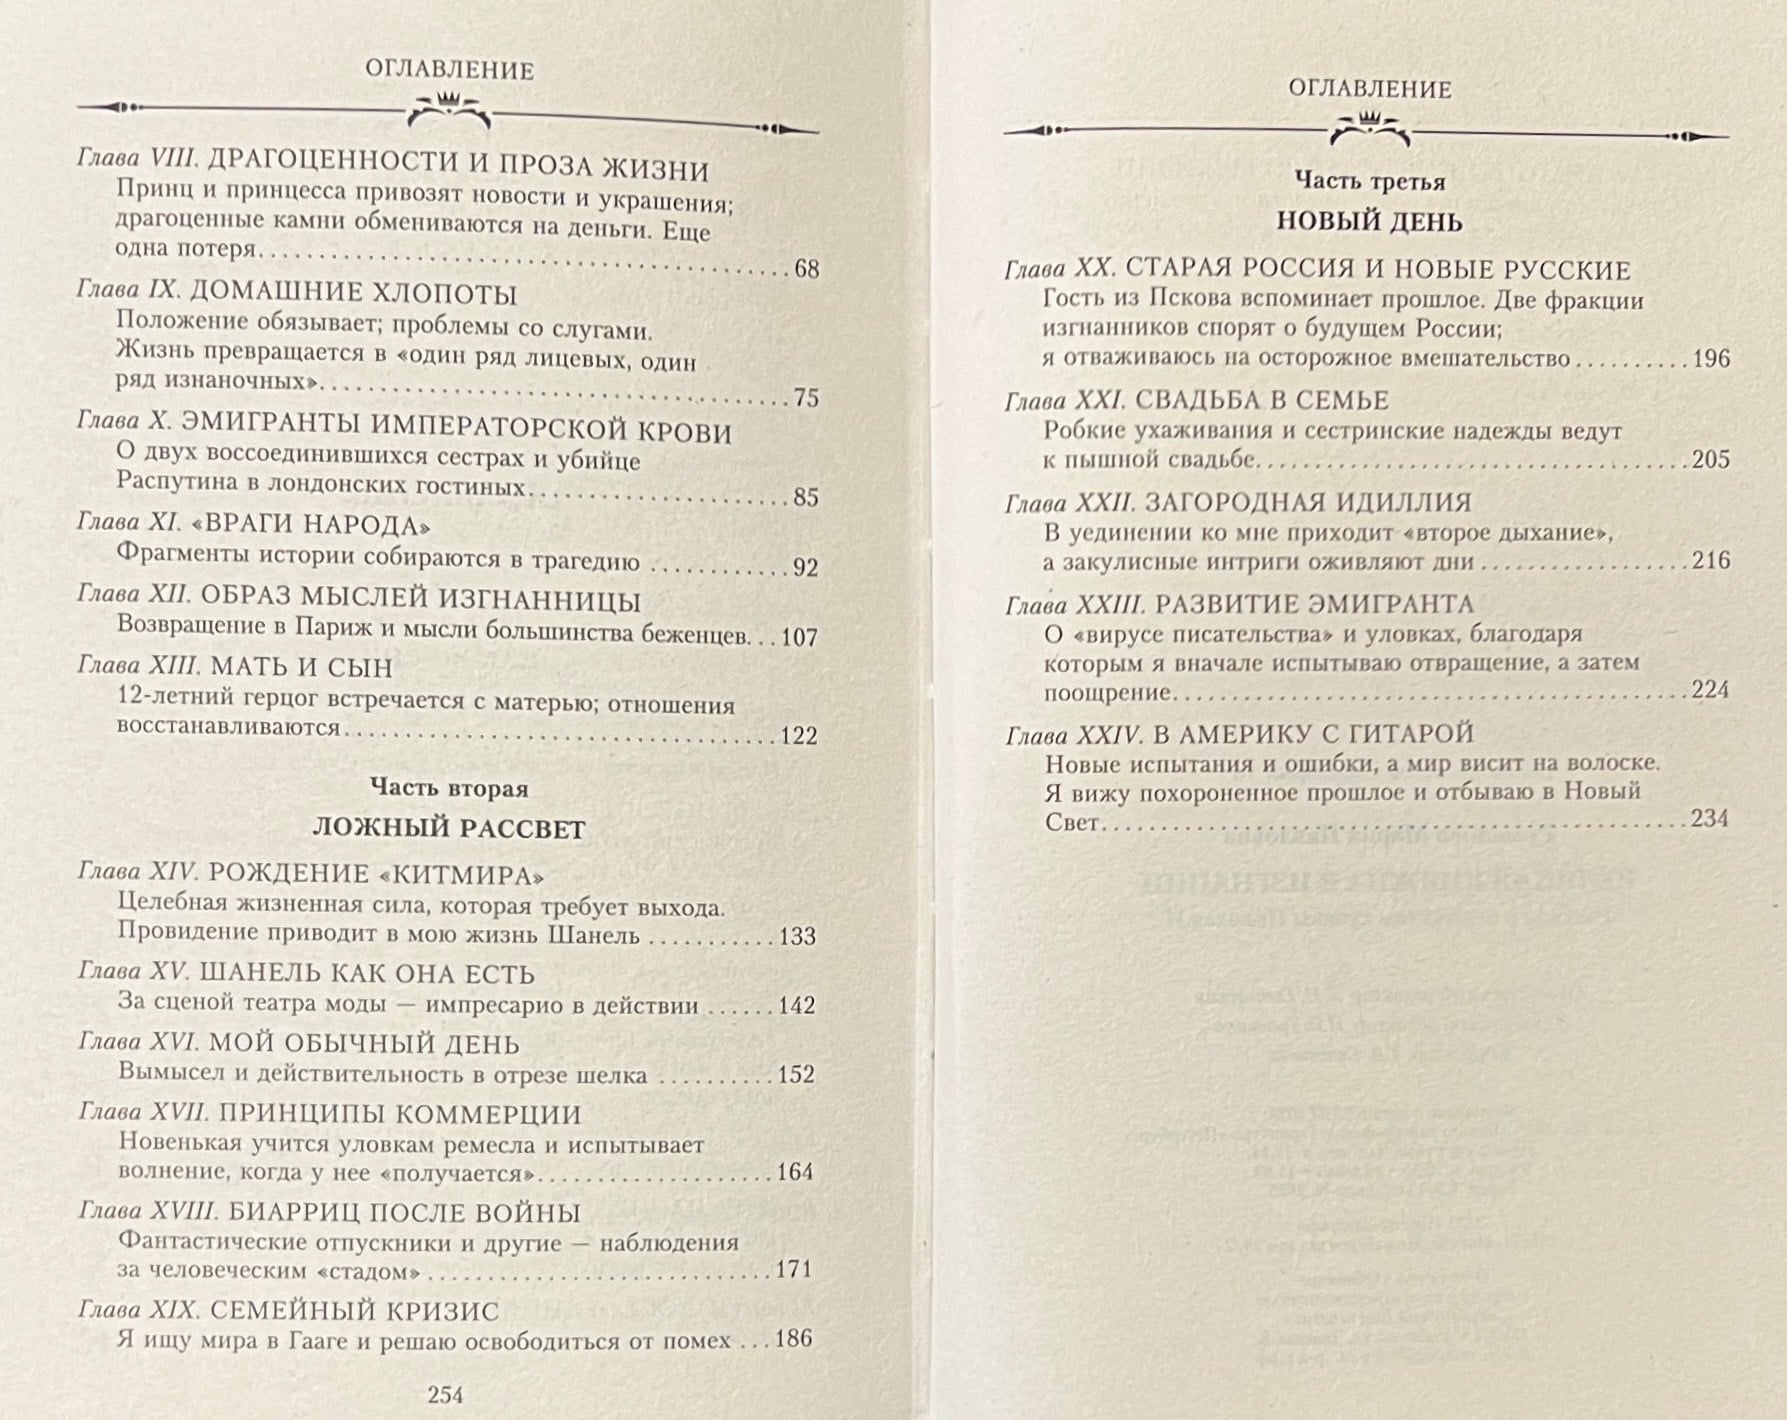 ОГЛАВЛЕНИЕ
Глава VIII. ДРАГОЦЕННОСТИ И ПРОЗА ЖИЗНИ
Принц и принцесса привозят новости и украшения;
драгоценные камни обмениваются на деньги. Еще
одна потеря. . . . . . . . . . . . . . . . . . . . 68
Глава IX. ДОМАШНИЕ ХЛОПОТЫ
Положение обязывает; проблемы со слугами.
Жизнь превращается в «один ряд лицевых, один
ряд изнаночных». . . . . . . . . . . . . . . . . . . . 75
Глава X. ЭМИГРАНТЫ ИМПЕРАТОРСКОЙ КРОВИ
О двух воссоединившихся сестрах и убийце
Распутина в лондонских гостиных. . . . . . . . . . . . 85
Глава XI. «ВРАГИ НАРОДА»
Фрагменты истории собираются в трагедию . . . . . . . . 92
Глава XII. ОБРАЗ МЫСЛЕЙ ИЗГНАННИЦЫ
Возвращение в Париж и мысли большинства беженцев. . . 107
Глава XIII. МАТЬ И СЫН
12-летний герцог встречается с матерью; отношения
восстанавливаются. . . . . . . . . . . . . . . . . . . . 122
Часть вторая
ЛОЖНЫЙ РАССВЕТ
Глава XIV. РОЖДЕНИЕ «КИТМИРА»
Целебная жизненная сила, которая требует выхода.
Провидение приводит в мою жизнь Шанель . . . . . . . . 133
Глава XV. ШАНЕЛЬ КАК ОНА ЕСТЬ
За сценой театра моды — импресарио в действии . . . . . . 142
Глава XVI. МОЙ ОБЫЧНЫЙ ДЕНЬ
Вымысел и действительность в отрезе шелка . . . . . . . . 152
Глава XVII. ПРИНЦИПЫ КОММЕРЦИИ
Новенькая учится уловкам ремесла и испытывает
волнение, когда у нее «получается». . . . . . . . . . . . 164
Глава XVIII. БИАРРИЦ ПОСЛЕ ВОЙНЫ
Фантастические отпускники и другие — наблюдения
за человеческим «стадом» . . . . . . . . . . . . . . . . 171
Глава XIX. СЕМЕЙНЫЙ КРИЗИС
Я ищу мира в Гааге и решаю освободиться от помех . . . 186
254
ОГЛАВЛЕНИЕ
Часть третья
НОВЫЙ ДЕНЬ
Глава XX. СТАРАЯ РОССИЯ И НОВЫЕ РУССКИЕ
Гость из Пскова вспоминает прошлое. Две фракции
изгнанников спорят о будущем России;
я отваживаюсь на осторожное вмешательство . . . . . . . . 196
Глава XXI. СВАДЬБА В СЕМЬЕ
Робкие ухаживания и сестринские надежды ведут
к пышной свадьбе. . . . . . . . . . . . . . . . . . . . 205
Глава XXII. ЗАГОРОДНАЯ ИДИЛЛИЯ
В уединении ко мне приходит «второе дыхание»,
а закулисные интриги оживляют дни . . . . . . . . . . . . 216
Глава XXIII. РАЗВИТИЕ ЭМИГРАНТА
О «вирусе писательства» и уловках, благодаря
которым я вначале испытываю отвращение, а затем
поощрение. . . . . . . . . . . . . . . . . . . . 224
Глава XXIV. В АМЕРИКУ С ГИТАРОЙ
Новые испытания и ошибки, а мир висит на волоске.
Я вижу похороненное прошлое и отбываю в Новый
Свет. . . . . . . . . . . . . . . . . . . . 234